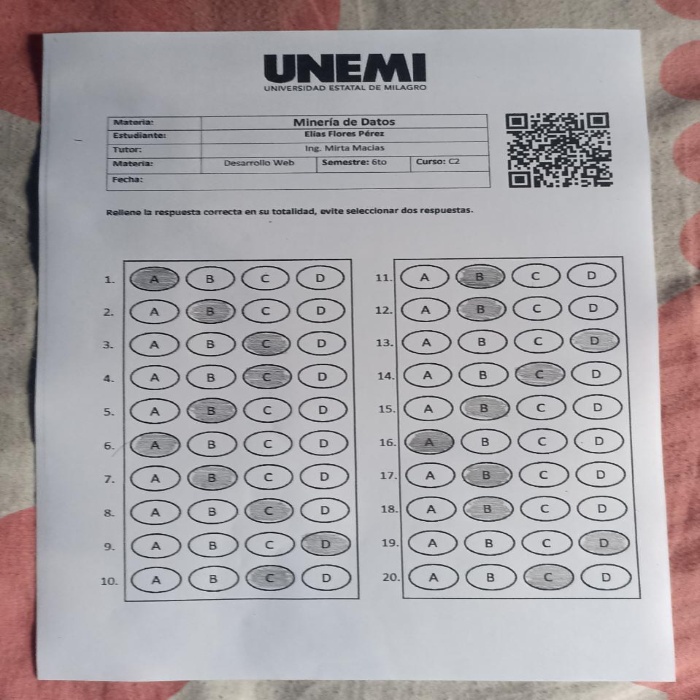 UNEMI
UNIVERSIDAD ESTATAL DE MILAGRO
Materia: Minería de Datos
Estudiante: Elias Flores Pérez
Tutor: Ing. Mirta Macias
Materia: Desarrollo Web Semestre: 6to Curso: C2
Fecha:
Rellene la respuesta correcta en su totalidad, evite seleccionar dos respuestas.
1. A B C D
2. A B C D
3. A B C D
4. A B C D
5. A B C D
6. A B C D
7. A B C D
8. A B C D
9. A B C D
10. A B C D
11. A B C D
12. A B C D
13. A B C D
14. A B C D
15. A B C D
16. A B C D
17. A B C D
18. A B C D
19. A B C D
20. A B C D